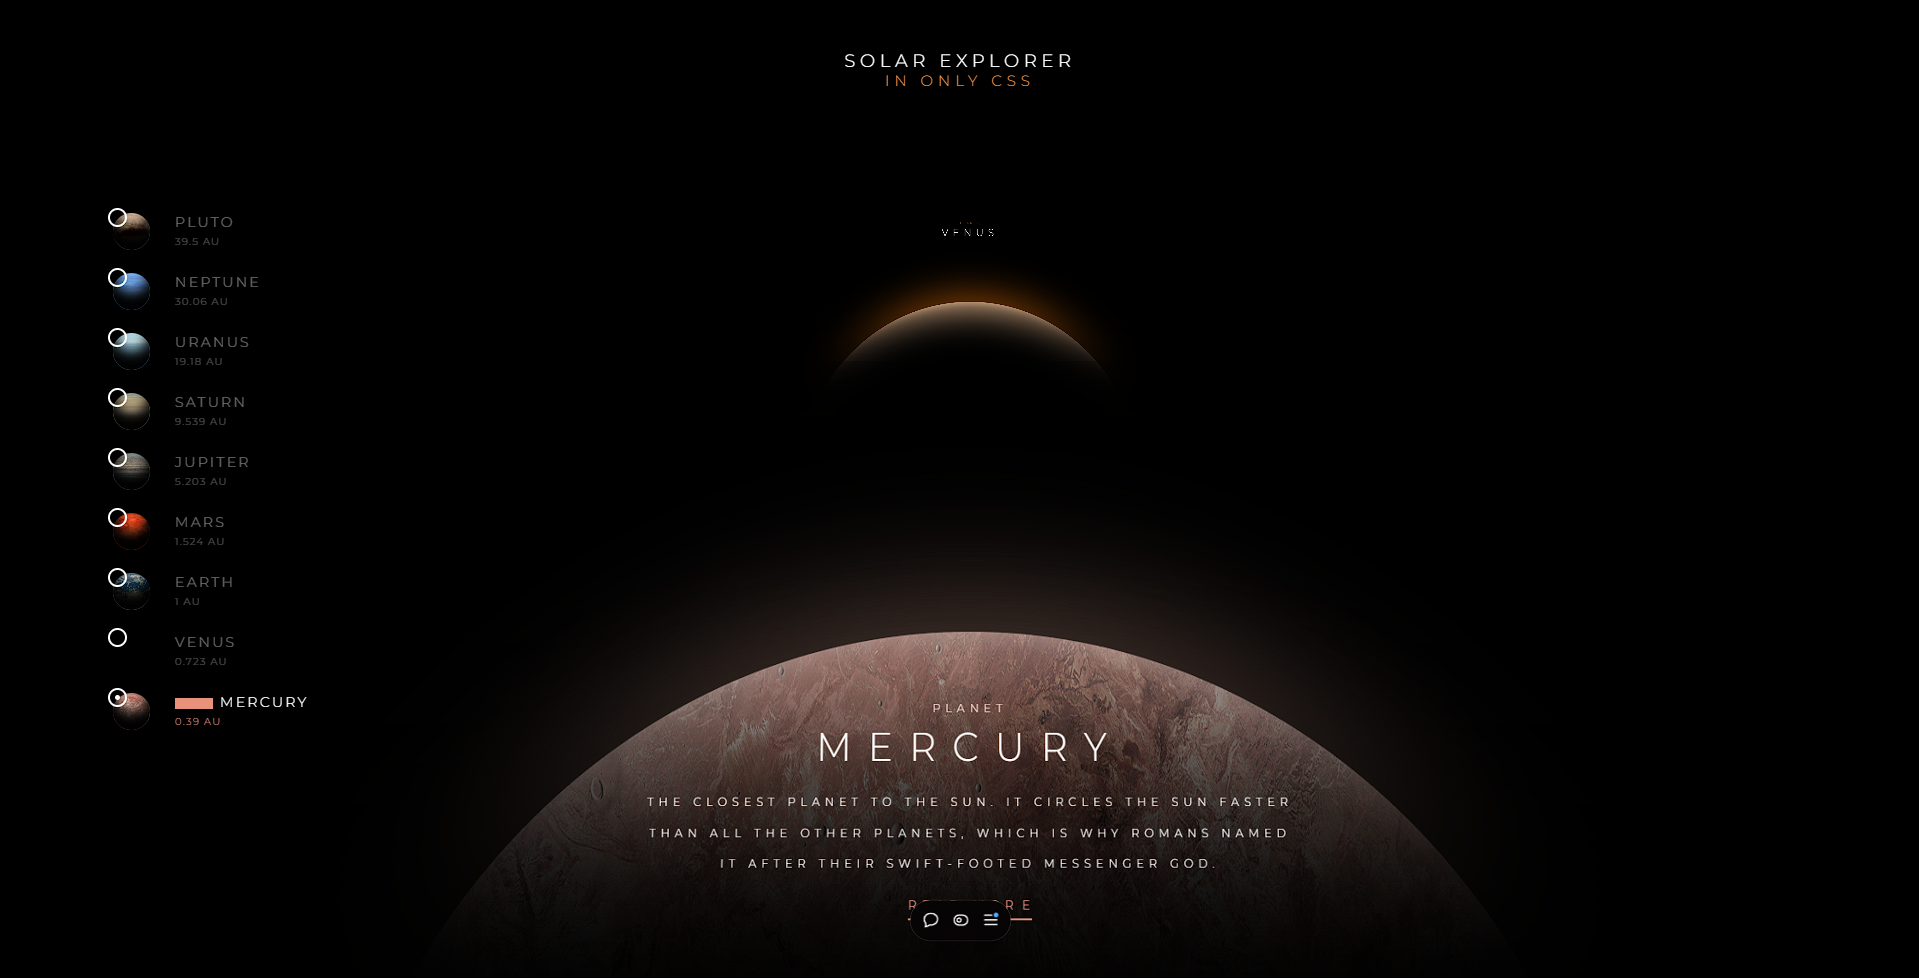 SOLAR EXPLORER
IN ONLY CSS
PLUTO
39.5 AU
NEPTUNE
30.06 AU
URANUS
19.18 AU
SATURN
9.539 AU
JUPITER
5.203 AU
MARS
1.524 AU
EARTH
1 AU
VENUS
0.723 AU
MERCURY
0.39 AU
VENUS
PLANET
MERCURY
THE CLOSEST PLANET TO THE SUN. IT CIRCLES THE SUN FASTER
THAN ALL THE OTHER PLANETS, WHICH IS WHY ROMANS NAMED
IT AFTER THEIR SWIFT-FOOTED MESSENGER GOD.